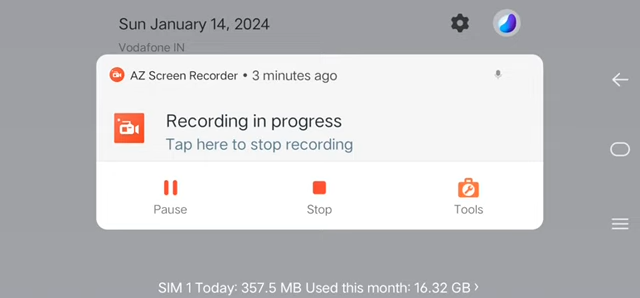 Sun January 14, 2024
Vodafone IN
AZ Screen Recorder • 3 minutes ago
Recording in progress
Tap here to stop recording
Pause Stop Tools
SIM 1 Today: 357.5 MB Used this month: 16.32 GB ›